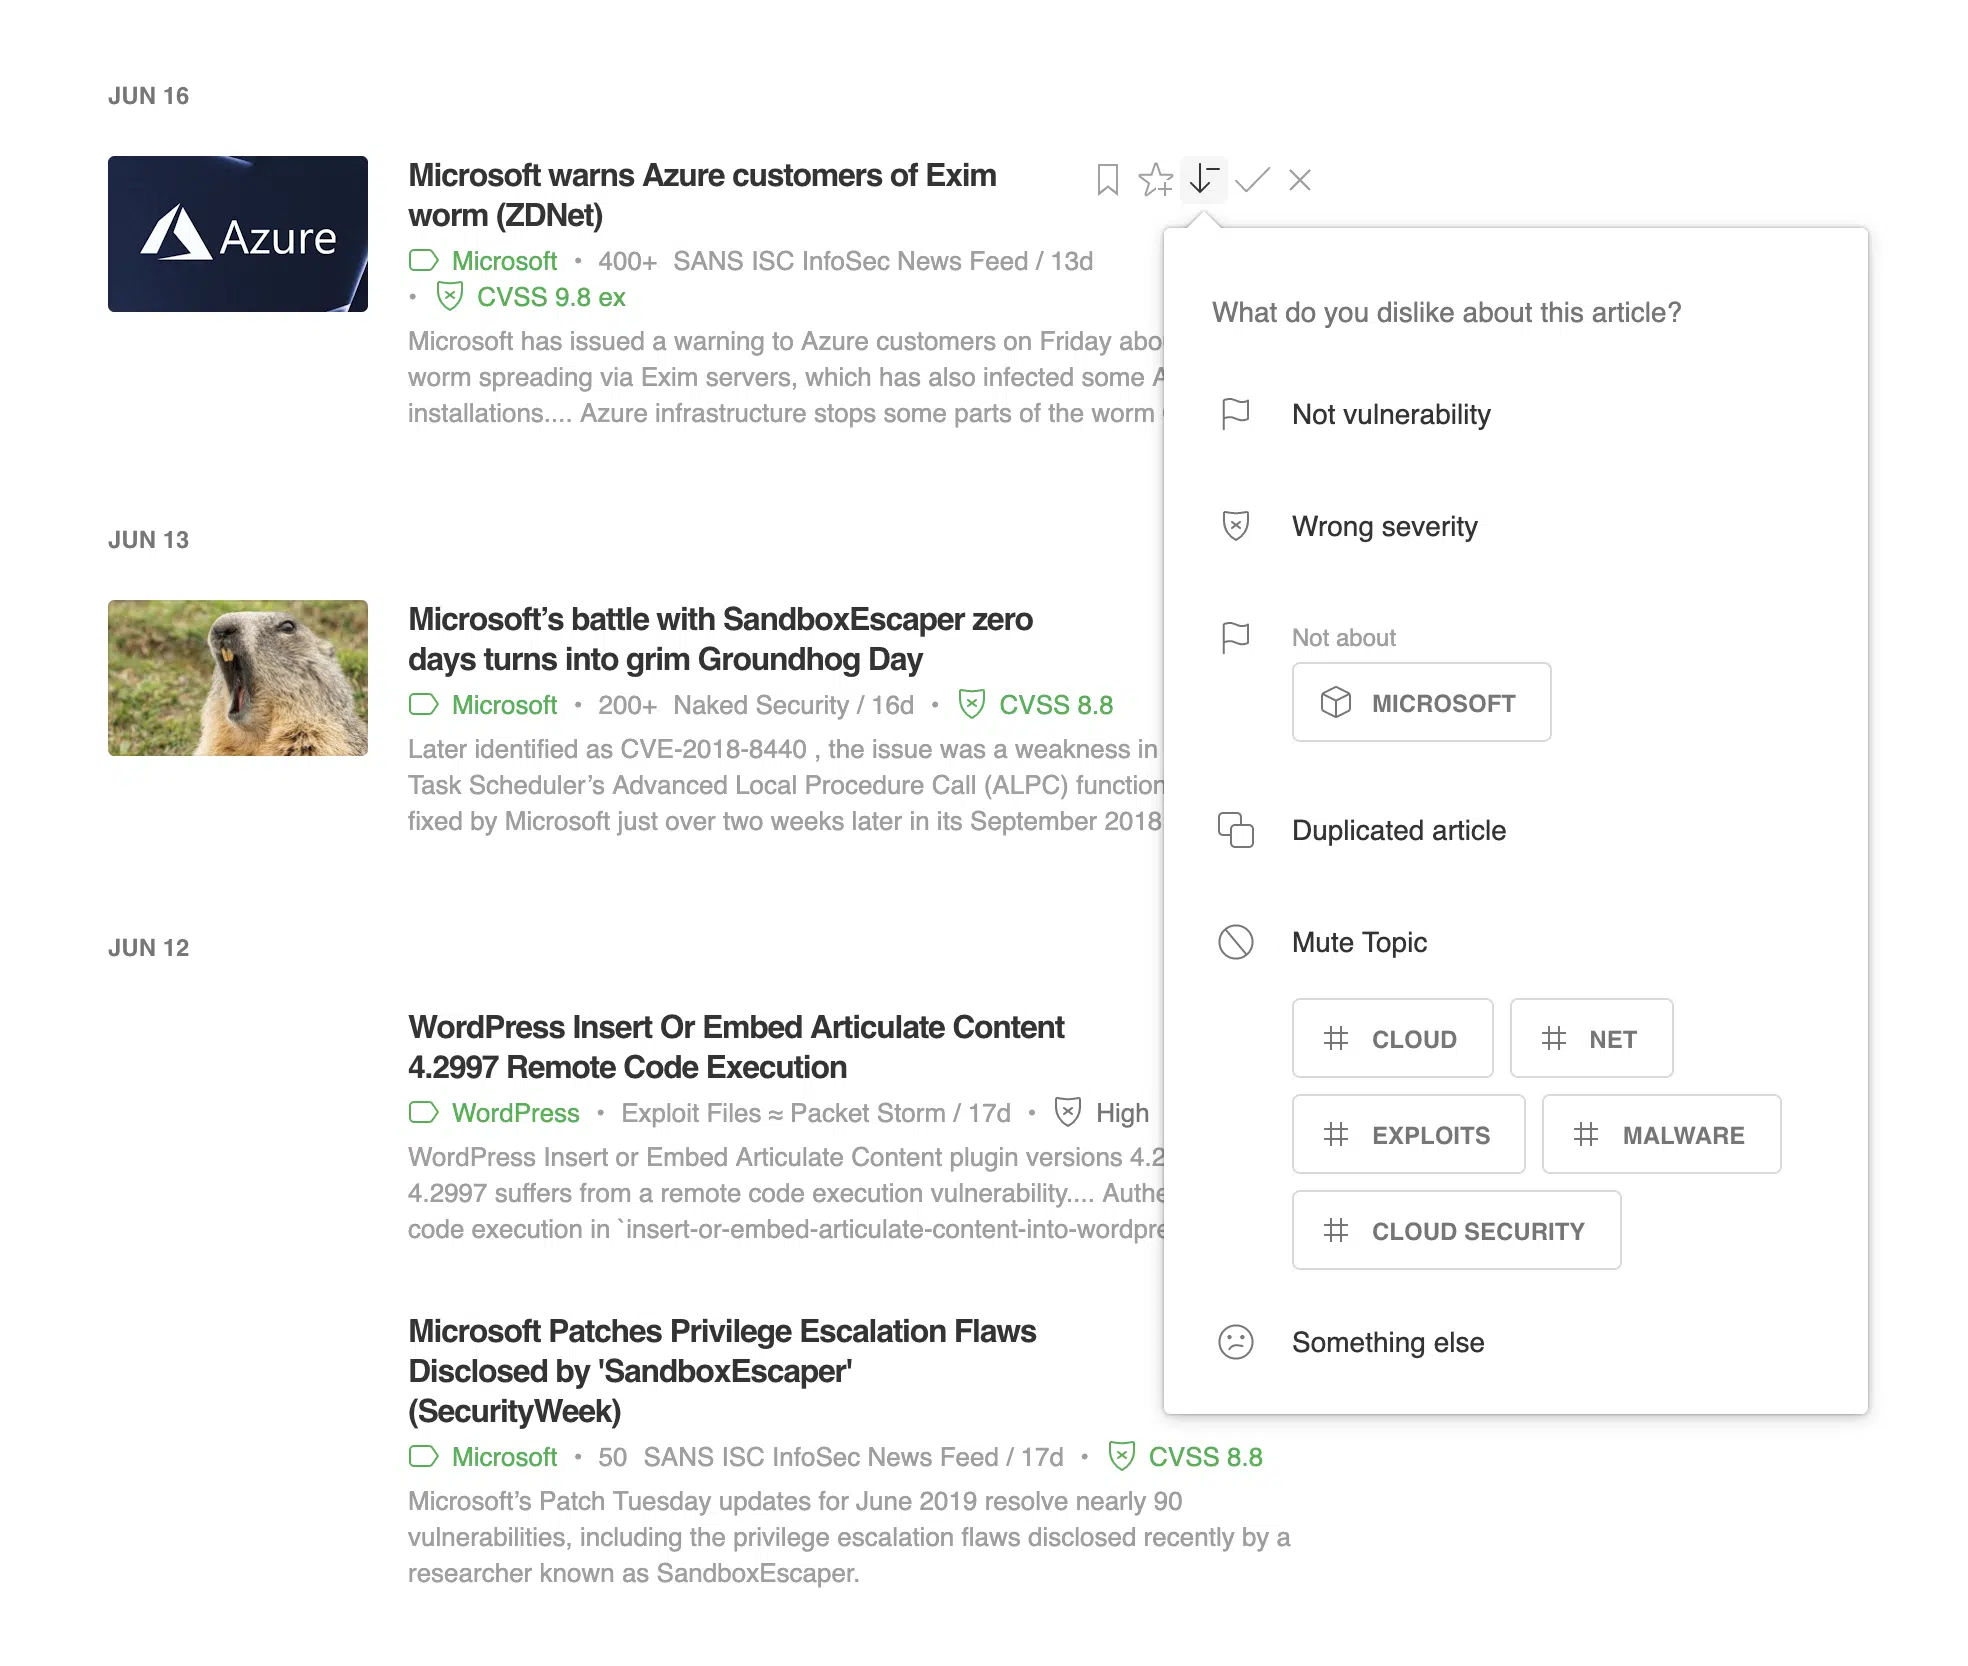 JUN 16
Azure
Microsoft warns Azure customers of Exim
worm (ZDNet)
Microsoft • 400+ SANS ISC InfoSec News Feed / 13d
• CVSS 9.8 ex
Microsoft has issued a warning to Azure customers on Friday abo
worm spreading via Exim servers, which has also infected some A
installations.... Azure infrastructure stops some parts of the worm
JUN 13
Microsoft’s battle with SandboxEscaper zero
days turns into grim Groundhog Day
Microsoft • 200+ Naked Security / 16d • CVSS 8.8
Later identified as CVE-2018-8440 , the issue was a weakness in
Task Scheduler’s Advanced Local Procedure Call (ALPC) function
fixed by Microsoft just over two weeks later in its September 2018
JUN 12
WordPress Insert Or Embed Articulate Content
4.2997 Remote Code Execution
WordPress • Exploit Files ≈ Packet Storm / 17d • High
WordPress Insert or Embed Articulate Content plugin versions 4.2
4.2997 suffers from a remote code execution vulnerability.... Authe
code execution in `insert-or-embed-articulate-content-into-wordpre
Microsoft Patches Privilege Escalation Flaws
Disclosed by 'SandboxEscaper'
(SecurityWeek)
Microsoft • 50 SANS ISC InfoSec News Feed / 17d • CVSS 8.8
Microsoft’s Patch Tuesday updates for June 2019 resolve nearly 90
vulnerabilities, including the privilege escalation flaws disclosed recently by a
researcher known as SandboxEscaper.
What do you dislike about this article?
Not vulnerability
Wrong severity
Not about
MICROSOFT
Duplicated article
Mute Topic
# CLOUD # NET
# EXPLOITS # MALWARE
# CLOUD SECURITY
Something else